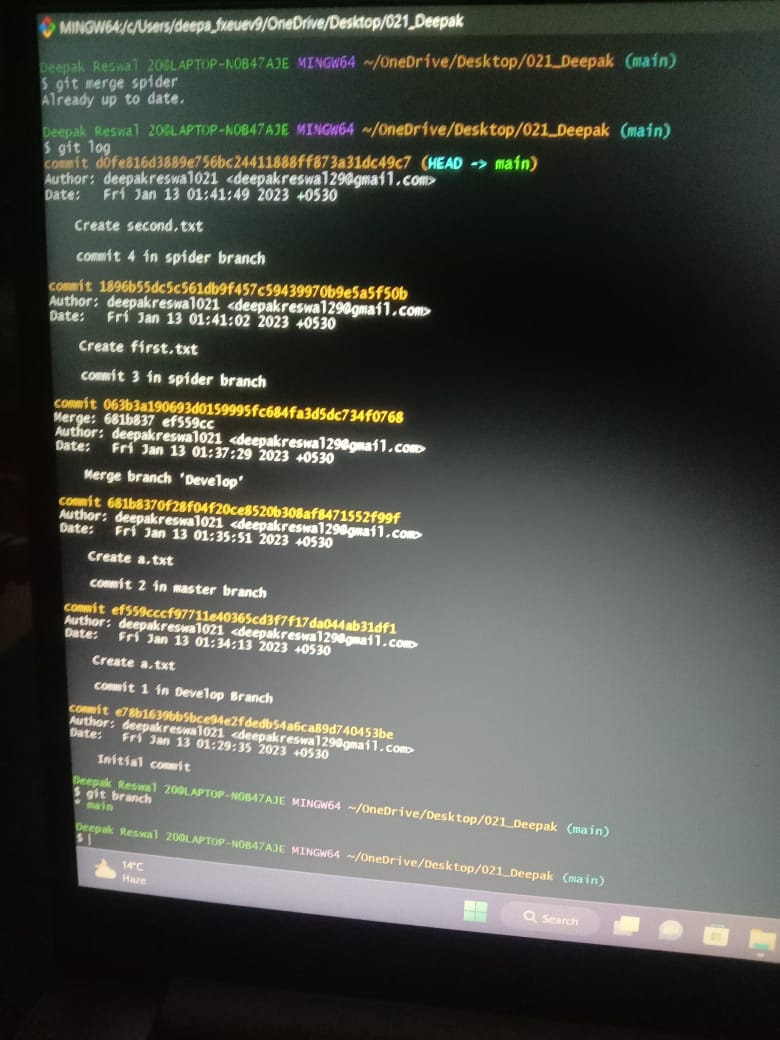 MINGW64:/c/Users/deepa_fxeuev9/OneDrive/Desktop/021_Deepak
Deepak Reswal 20@LAPTOP-N0B47AJE MINGW64 ~/OneDrive/Desktop/021_Deepak (main)
$ git merge spider
Already up to date.
Deepak Reswal 20@LAPTOP-N0B47AJE MINGW64 ~/OneDrive/Desktop/021_Deepak (main)
$ git log
commit d0fe816d3889e756bc24411888ff873a31dc49c7 (HEAD -> main)
Author: deepakreswal021 <deepakreswal29@gmail.com>
Date: Fri Jan 13 01:41:49 2023 +0530
Create second.txt
commit 4 in spider branch
commit 1896b55dc5c561db9f457c59439970b9e5a5f50b
Author: deepakreswal021 <deepakreswal29@gmail.com>
Date: Fri Jan 13 01:41:02 2023 +0530
Create first.txt
commit 3 in spider branch
commit 063b3a190693d0159995fc684fa3d5dc734f0768
Merge: 681b837 ef559cc
Author: deepakreswal021 <deepakreswal29@gmail.com>
Date: Fri Jan 13 01:37:29 2023 +0530
Merge branch 'Develop'
commit 681b8370f28f04f20ce8520b308af8471552f99f
Author: deepakreswal021 <deepakreswal29@gmail.com>
Date: Fri Jan 13 01:35:51 2023 +0530
Create a.txt
commit 2 in master branch
commit ef559cccf97711e40365cd3f7f17da044ab31df1
Author: deepakreswal021 <deepakreswal29@gmail.com>
Date: Fri Jan 13 01:34:13 2023 +0530
Create a.txt
commit 1 in Develop Branch
commit e78b1639bb5bce94e2fdedb54a6ca89d740453be
Author: deepakreswal021 <deepakreswal29@gmail.com>
Date: Fri Jan 13 01:29:35 2023 +0530
Initial commit
Deepak Reswal 20@LAPTOP-N0B47AJE MINGW64 ~/OneDrive/Desktop/021_Deepak (main)
$ git branch
* main
Deepak Reswal 20@LAPTOP-N0B47AJE MINGW64 ~/OneDrive/Desktop/021_Deepak (main)
$
14°C
Haze
Search